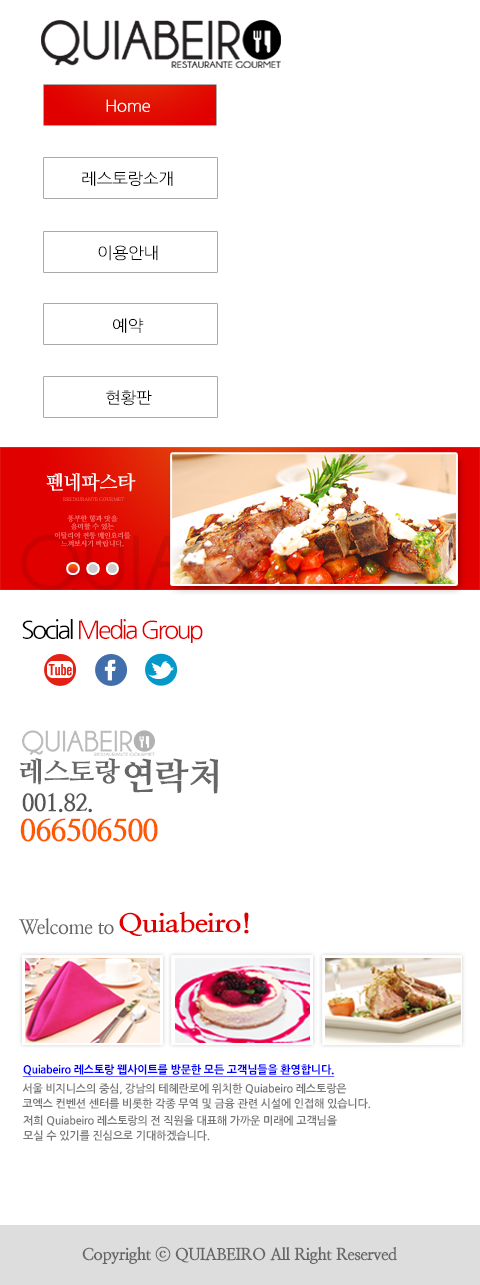 QUIABEIRO
RESTAURANTE GOURMET
Home
레스토랑소개
이용안내
예약
현황판
팬네파스타
RESTAURANTE GOURMET
풍부한 향과 맛을
음미할 수 있는
이탈리아 전통 메인요리를
느껴보시기 바랍니다.
Social Media Group
Tube
QUIABEIRO
RESTAURANTE GOURMET
레스토랑 연락처
001.82.
066506500
Welcome to Quiabeiro!
Quiabeiro 레스토랑 웹사이트를 방문한 모든 고객님들을 환영합니다.
서울 비지니스의 중심, 강남의 테헤란로에 위치한 Quiabeiro 레스토랑은
코엑스 컨벤션 센터를 비롯한 각종 무역 및 금융 관련 시설에 인접해 있습니다.
저희 Quiabeiro 레스토랑의 전 직원을 대표해 가까운 미래에 고객님을
모실 수 있기를 진심으로 기대하겠습니다.
Copyright ⓒ QUIABEIRO All Right Reserved